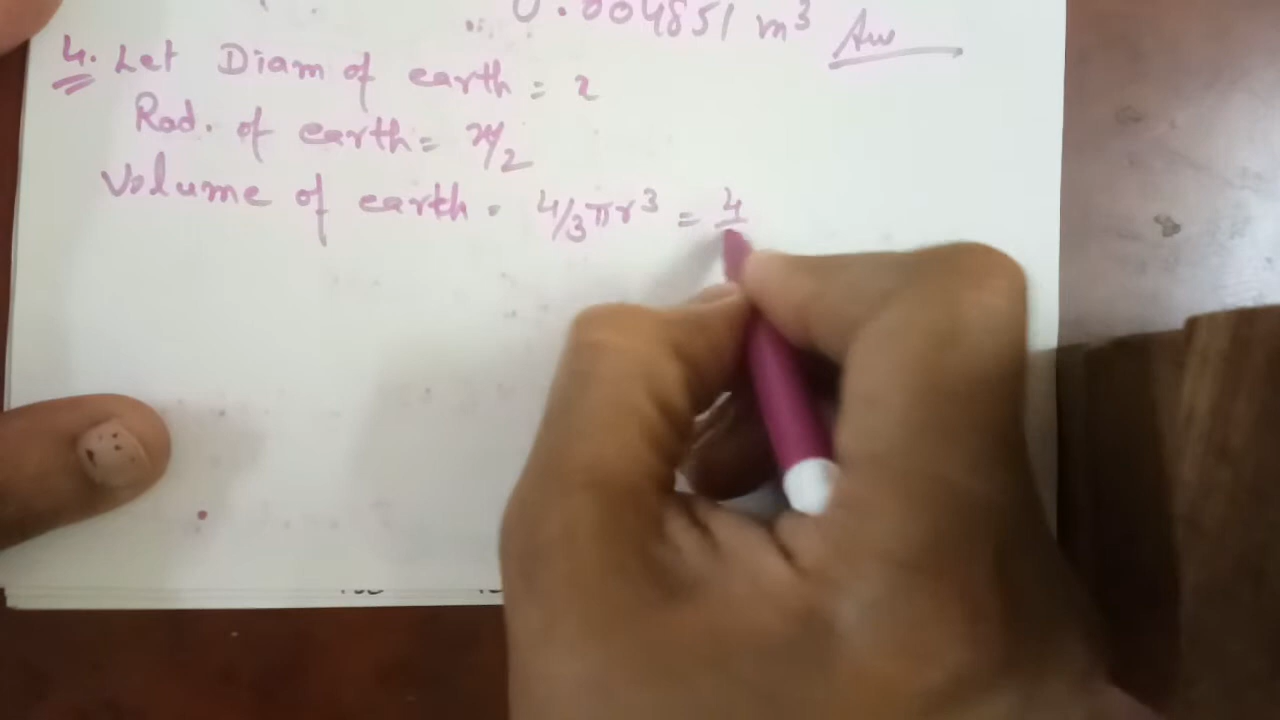 0.004851 m³ Ans
4. Let Diam of earth = x
Rad. of earth = x/2
Volume of earth = 4/3πr³ = 4